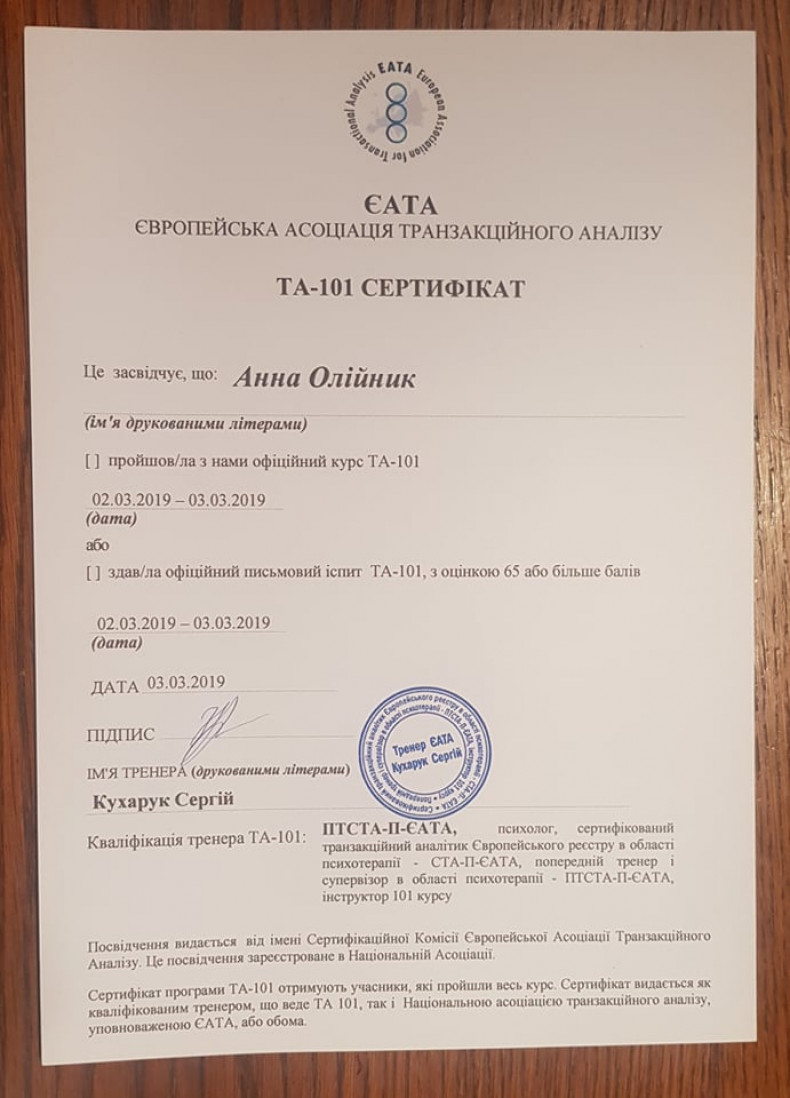 EATA European Association for Transactional Analysis
ЄАТА
ЄВРОПЕЙСЬКА АСОЦІАЦІЯ ТРАНЗАКЦІЙНОГО АНАЛІЗУ
ТА-101 СЕРТИФІКАТ
Це засвідчує, що: Анна Олійник
(ім'я друкованими літерами)
[ ] пройшов/ла з нами офіційний курс ТА-101
02.03.2019 – 03.03.2019
(дата)
або
[ ] здав/ла офіційний письмовий іспит ТА-101, з оцінкою 65 або більше балів
02.03.2019 – 03.03.2019
(дата)
ДАТА 03.03.2019
ПІДПИС
Тренер ЄАТА
Кухарук Сергій
ІМ'Я ТРЕНЕРА (друкованими літерами)
Кухарук Сергій
Кваліфікація тренера ТА-101:
ПТСТА-П-ЄАТА, психолог, сертифікований
транзакційний аналітик Європейського реєстру в області
психотерапії - СТА-П-ЄАТА, попередній тренер і
супервізор в області психотерапії - ПТСТА-П-ЄАТА,
інструктор 101 курсу
Посвідчення видається від імені Сертифікаційної Комісії Європейської Асоціації Транзакційного
Аналізу. Це посвідчення зареєстроване в Національній Асоціації.
Сертифікат програми ТА-101 отримують учасники, які пройшли весь курс. Сертифікат видається як
кваліфікованим тренером, що веде ТА 101, так і Національною асоціацією транзакційного аналізу,
уповноваженою ЄАТА, або обома.